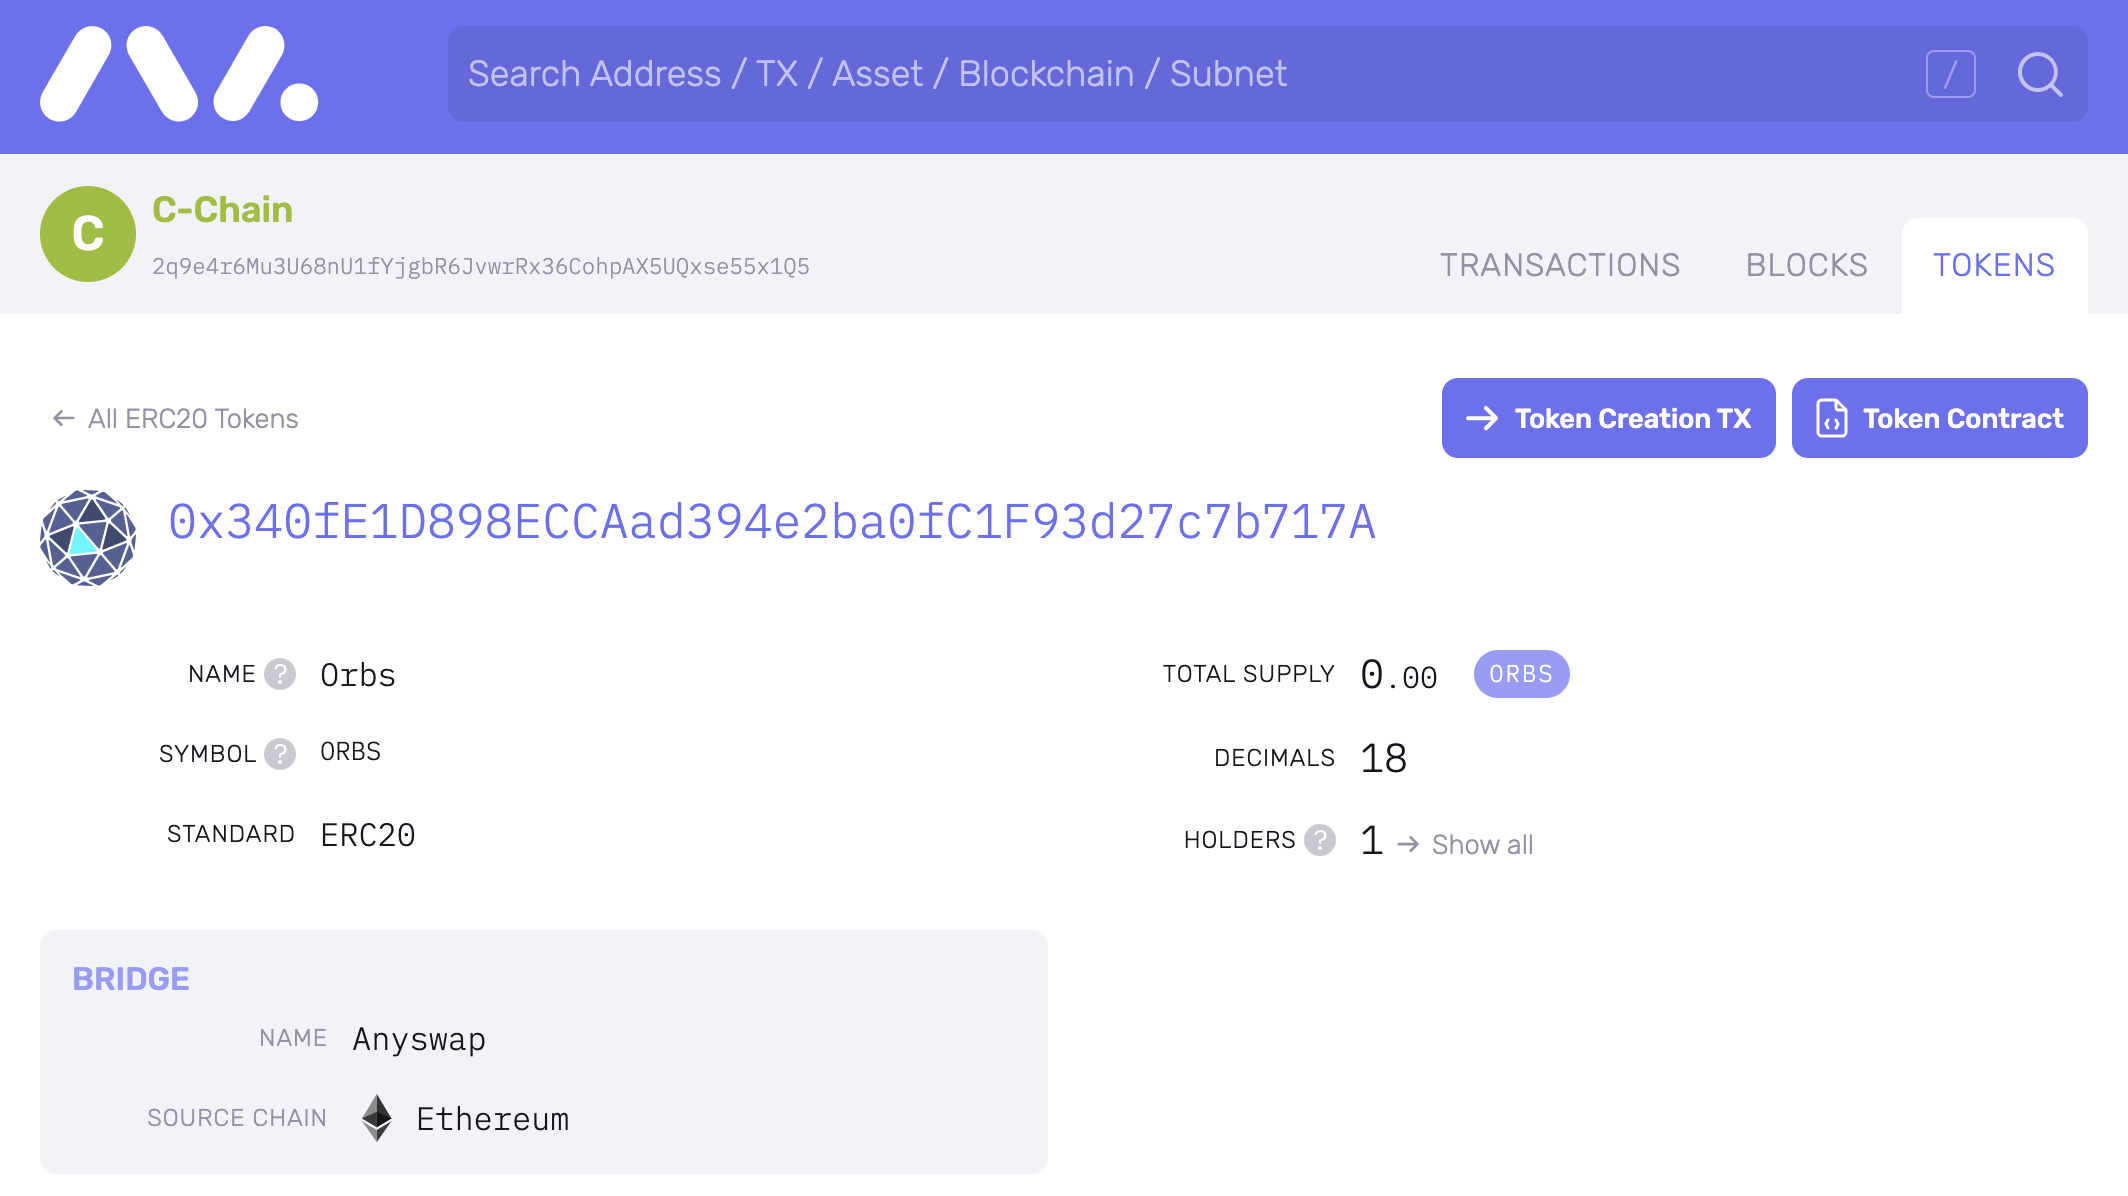 Search Address / TX / Asset / Blockchain / Subnet /
C
C-Chain
2q9e4r6Mu3U68nU1fYjgbR6JvwrRx36CohpAX5UQxse55x1Q5
TRANSACTIONS BLOCKS TOKENS
← All ERC20 Tokens
→ Token Creation TX
Token Contract
0x340fE1D898ECCAad394e2ba0fC1F93d27c7b717A
NAME ? Orbs
SYMBOL ? ORBS
STANDARD ERC20
TOTAL SUPPLY 0.00 ORBS
DECIMALS 18
HOLDERS ? 1 → Show all
BRIDGE
NAME Anyswap
SOURCE CHAIN Ethereum